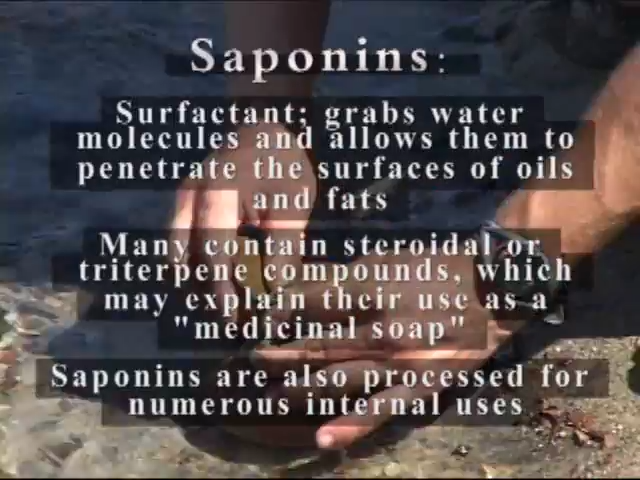 Saponins:
Surfactant; grabs water
molecules and allows them to
penetrate the surfaces of oils
and fats
Many contain steroidal or
triterpene compounds, which
may explain their use as a
"medicinal soap"
Saponins are also processed for
numerous internal uses